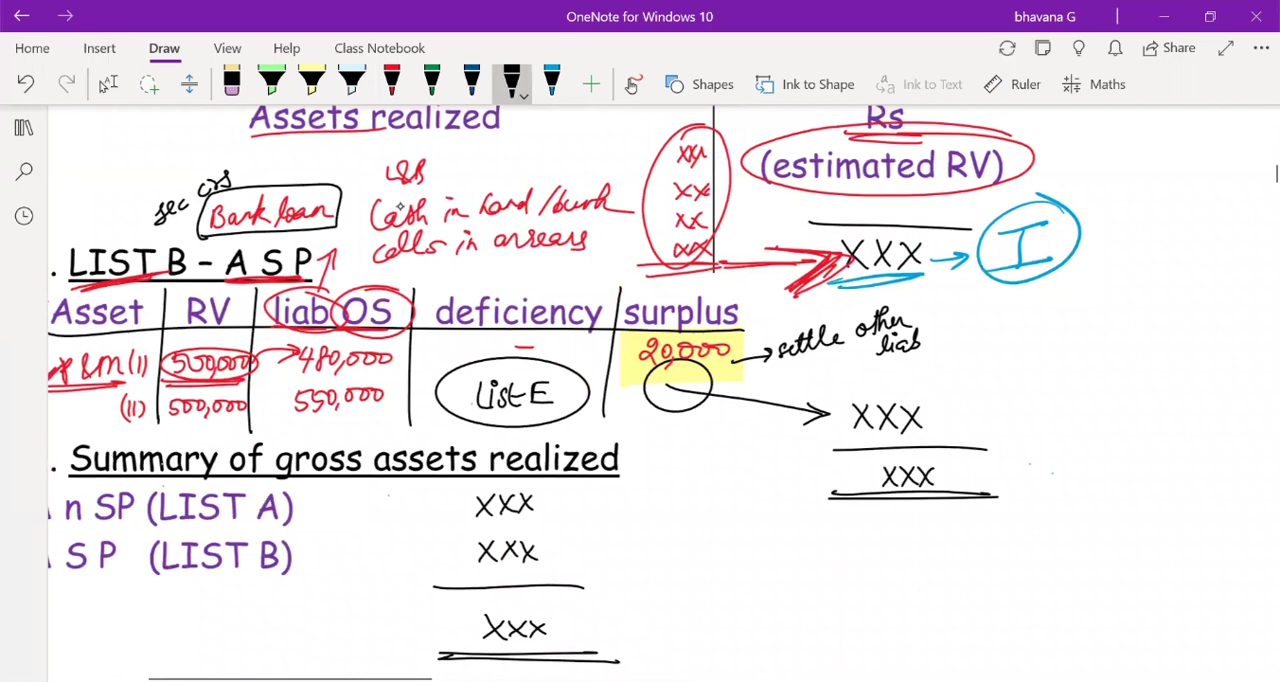 OneNote for Windows 10
bhavana G
Home Insert Draw View Help Class Notebook
Share
Shapes Ink to Shape Ink to Text Ruler Maths
Assets realized
Rs
(estimated RV)
xx
xx
xx
xx
L&B
sec crs
Bank loan
Cash in hand/bank
calls in arrears
XXX
I
. LIST B - A S P
Asset RV liab OS deficiency surplus
L&M (I) 500,000 480,000 – 20,000
settle other
liab
(II) 500,000 550,000 List E
XXX
XXX
. Summary of gross assets realized
A n SP (LIST A) XXX
A S P (LIST B) XXX
XXX